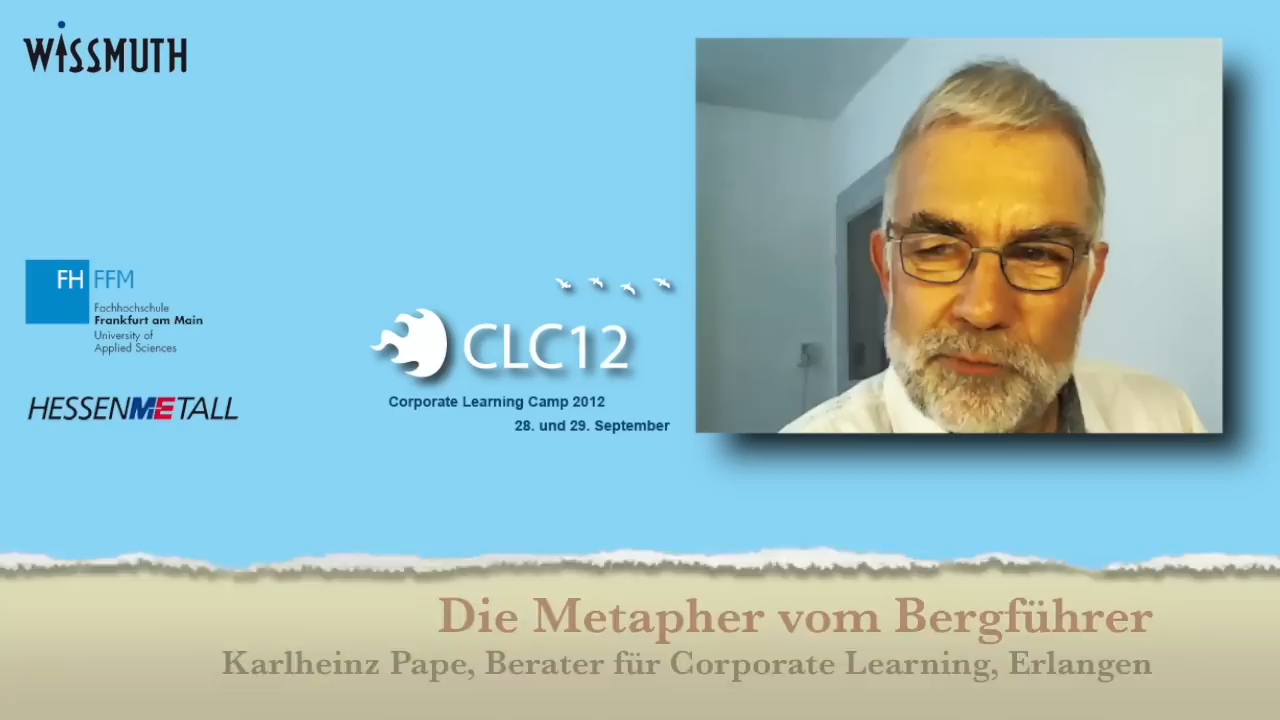 WISSMUTH
FH FFM
Fachhochschule
Frankfurt am Main
University of
Applied Sciences
HESSENMETALL
CLC12
Corporate Learning Camp 2012
28. und 29. September
Die Metapher vom Bergführer
Karlheinz Pape, Berater für Corporate Learning, Erlangen